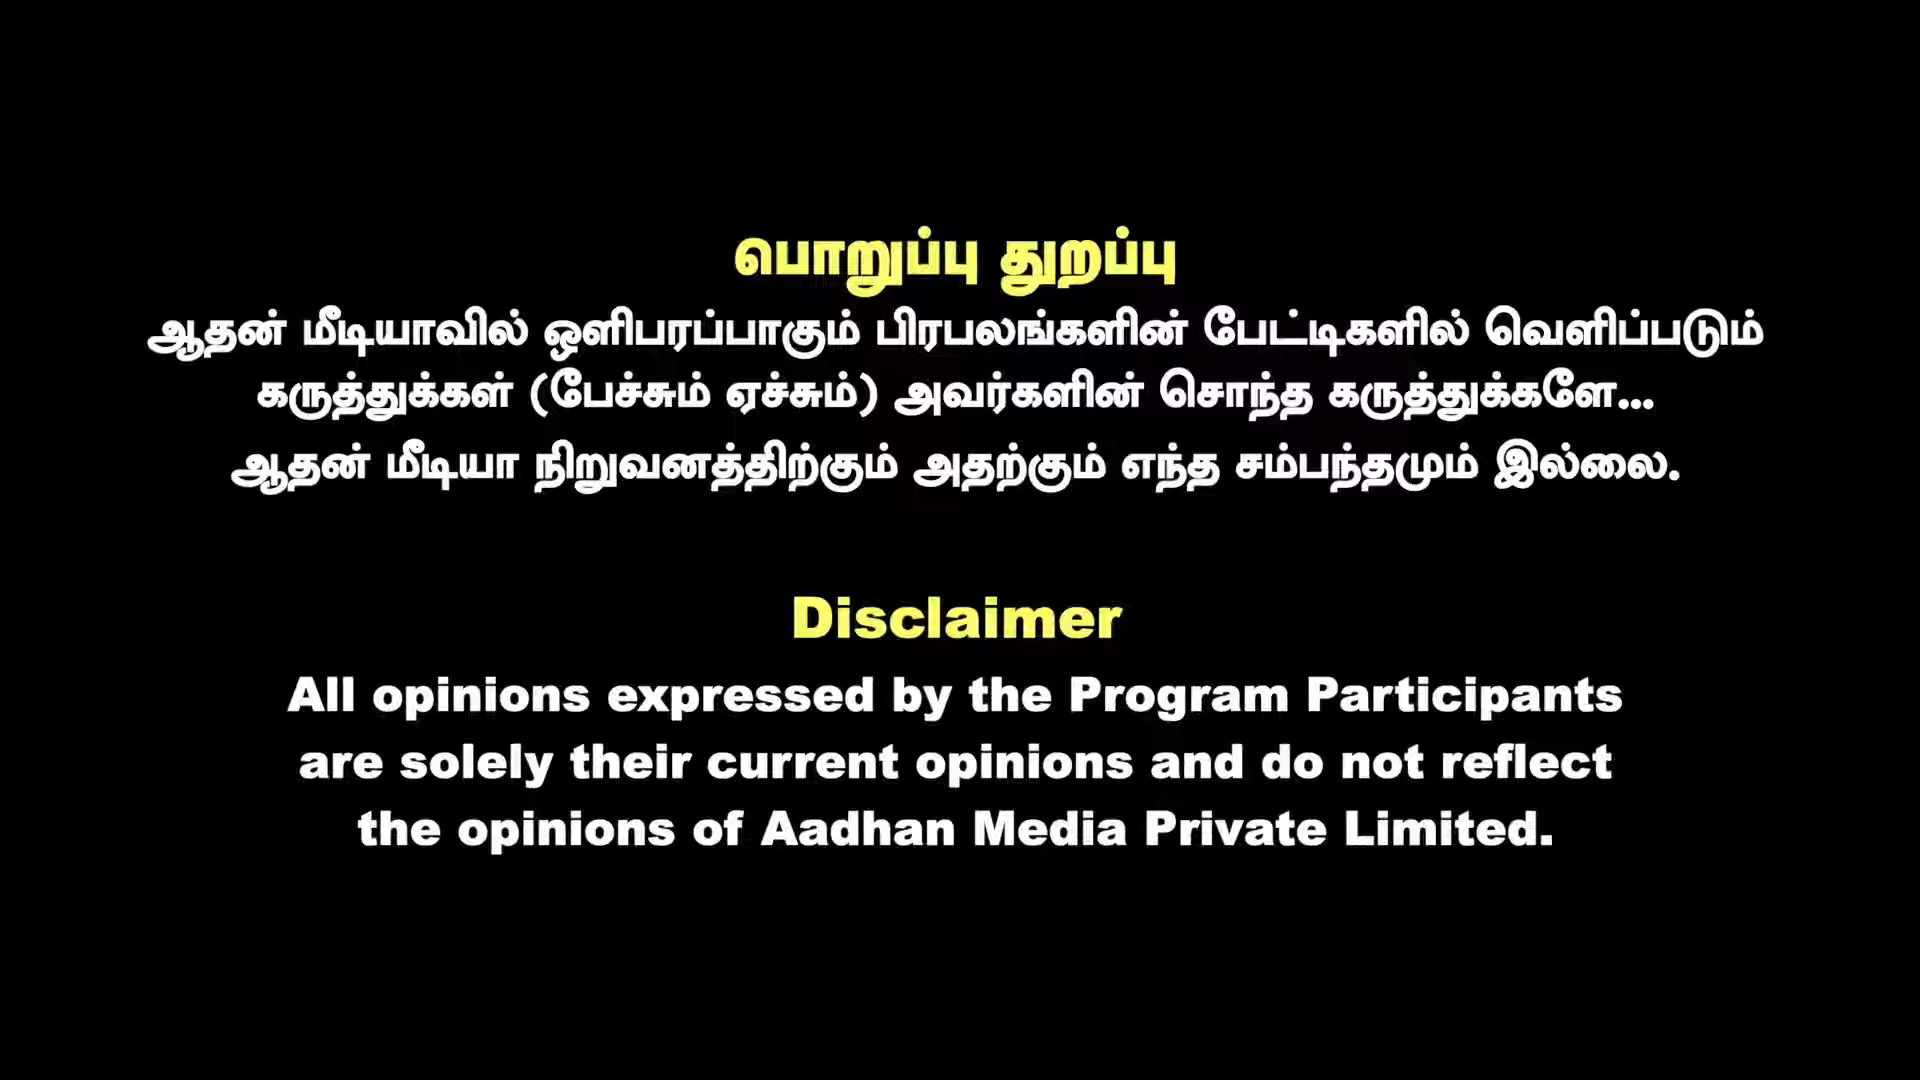 பொறுப்பு துறப்பு
ஆதன் மீடியாவில் ஒளிபரப்பாகும் பிரபலங்களின் பேட்டிகளில் வெளிப்படும்
கருத்துக்கள் (பேச்சும் ஏச்சும்) அவர்களின் சொந்த கருத்துக்களே...
ஆதன் மீடியா நிறுவனத்திற்கும் அதற்கும் எந்த சம்பந்தமும் இல்லை.
Disclaimer
All opinions expressed by the Program Participants
are solely their current opinions and do not reflect
the opinions of Aadhan Media Private Limited.